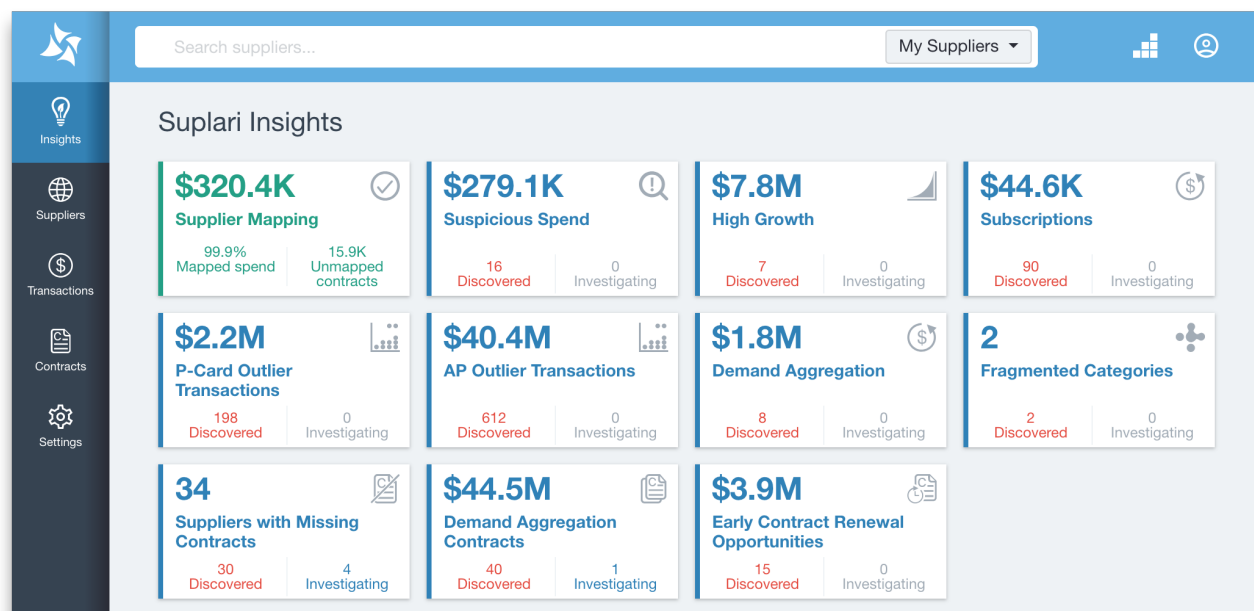 Search suppliers...
My Suppliers
Insights
Suppliers
Transactions
Contracts
Settings
Suplari Insights
$320.4K
Supplier Mapping
99.9%
Mapped spend
15.9K
Unmapped
contracts
$279.1K
Suspicious Spend
16
Discovered
0
Investigating
$7.8M
High Growth
7
Discovered
0
Investigating
$44.6K
Subscriptions
90
Discovered
0
Investigating
$2.2M
P-Card Outlier
Transactions
198
Discovered
0
Investigating
$40.4M
AP Outlier Transactions
612
Discovered
0
Investigating
$1.8M
Demand Aggregation
8
Discovered
0
Investigating
2
Fragmented Categories
2
Discovered
0
Investigating
34
Suppliers with Missing
Contracts
30
Discovered
4
Investigating
$44.5M
Demand Aggregation
Contracts
40
Discovered
1
Investigating
$3.9M
Early Contract Renewal
Opportunities
15
Discovered
0
Investigating